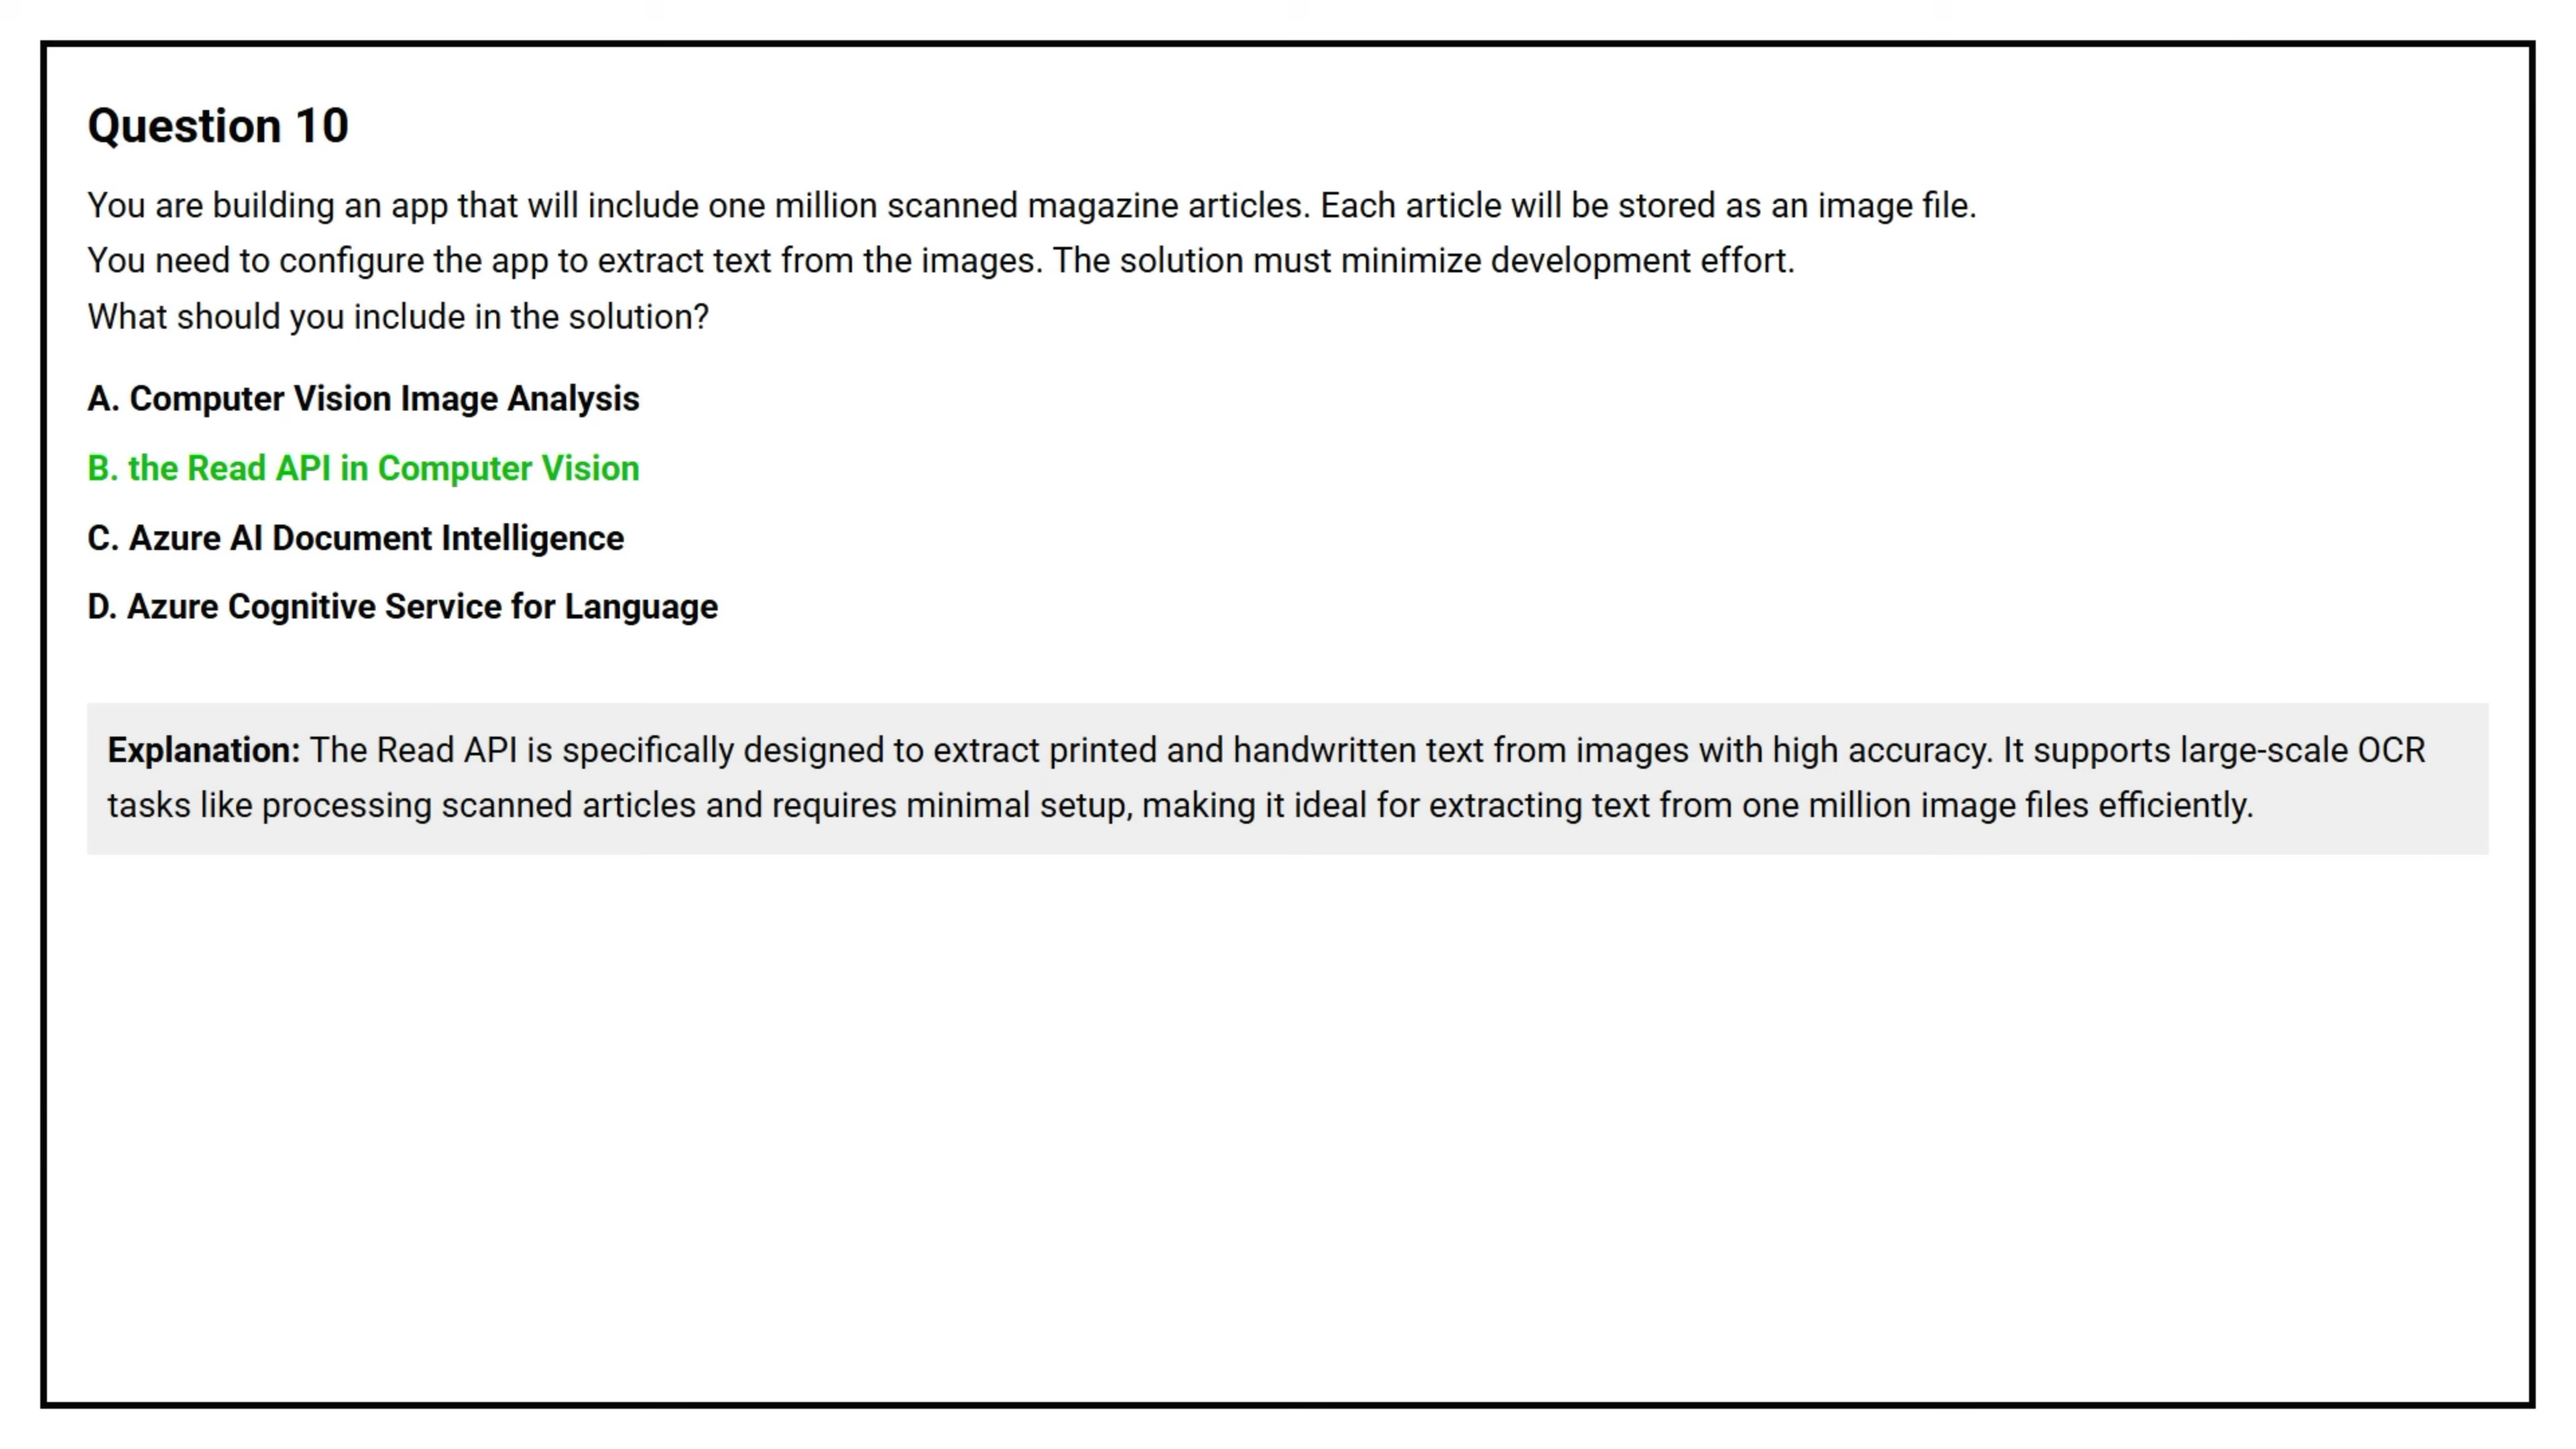 Question 10
You are building an app that will include one million scanned magazine articles. Each article will be stored as an image file.
You need to configure the app to extract text from the images. The solution must minimize development effort.
What should you include in the solution?
A. Computer Vision Image Analysis
B. the Read API in Computer Vision
C. Azure AI Document Intelligence
D. Azure Cognitive Service for Language
Explanation: The Read API is specifically designed to extract printed and handwritten text from images with high accuracy. It supports large-scale OCR
tasks like processing scanned articles and requires minimal setup, making it ideal for extracting text from one million image files efficiently.